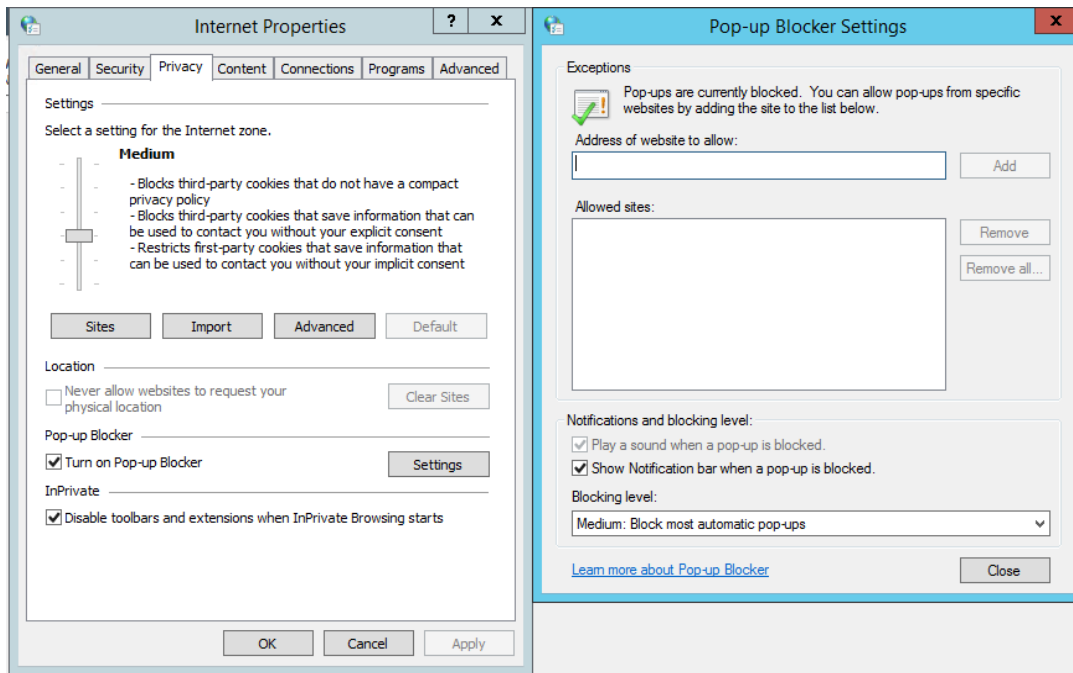 Internet Properties
?
x
General
Security
Privacy
Content
Connections
Programs
Advanced
Settings
Select a setting for the Internet zone.
Medium
- Blocks third-party cookies that do not have a compact
privacy policy
- Blocks third-party cookies that save information that can
be used to contact you without your explicit consent
- Restricts first-party cookies that save information that
can be used to contact you without your implicit consent
Sites
Import
Advanced
Default
Location
Never allow websites to request your
physical location
Clear Sites
Pop-up Blocker
Turn on Pop-up Blocker
Settings
InPrivate
Disable toolbars and extensions when InPrivate Browsing starts
OK
Cancel
Apply
Pop-up Blocker Settings
x
Exceptions
Pop-ups are currently blocked. You can allow pop-ups from specific
websites by adding the site to the list below.
Address of website to allow:
Add
Allowed sites:
Remove
Remove all...
Notifications and blocking level:
Play a sound when a pop-up is blocked.
Show Notification bar when a pop-up is blocked.
Blocking level:
Medium: Block most automatic pop-ups
Learn more about Pop-up Blocker
Close